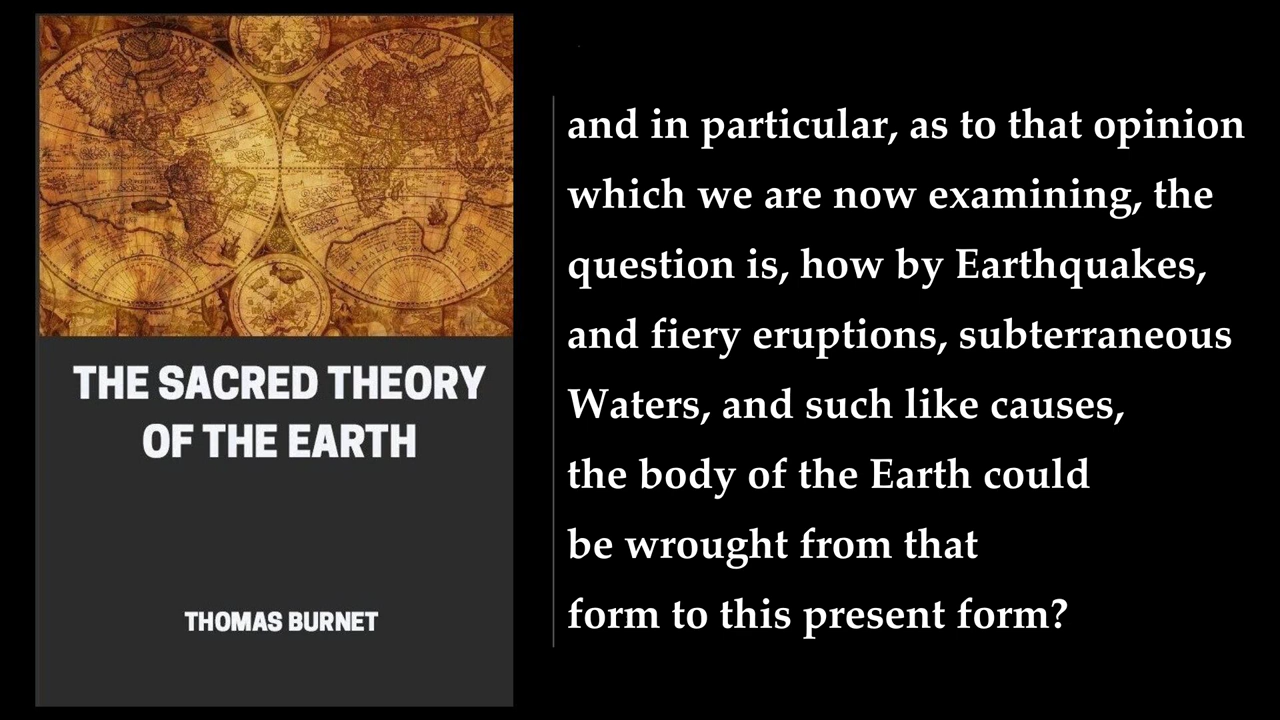 THE SACRED THEORY
OF THE EARTH
THOMAS BURNET
and in particular, as to that opinion
which we are now examining, the
question is, how by Earthquakes,
and fiery eruptions, subterraneous
Waters, and such like causes,
the body of the Earth could
be wrought from that
form to this present form?